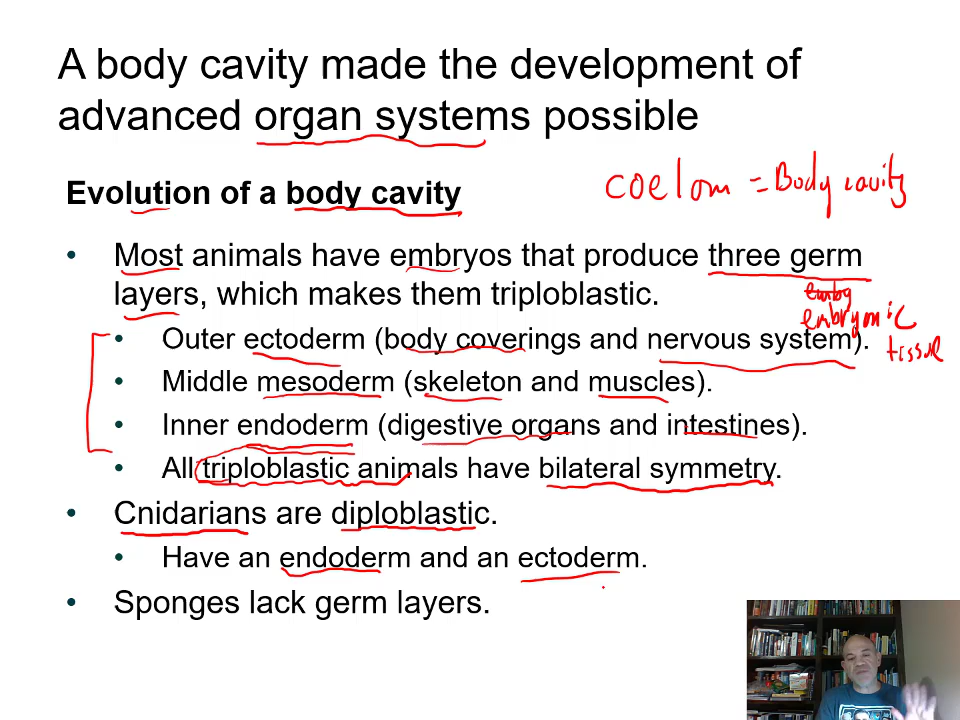 A body cavity made the development of
advanced organ systems possible
Evolution of a body cavity
coelom = Body cavity
• Most animals have embryos that produce three germ
layers, which makes them triploblastic.
emby
embryonic
tissue
• Outer ectoderm (body coverings and nervous system).
• Middle mesoderm (skeleton and muscles).
• Inner endoderm (digestive organs and intestines).
• All triploblastic animals have bilateral symmetry.
• Cnidarians are diploblastic.
• Have an endoderm and an ectoderm.
• Sponges lack germ layers.